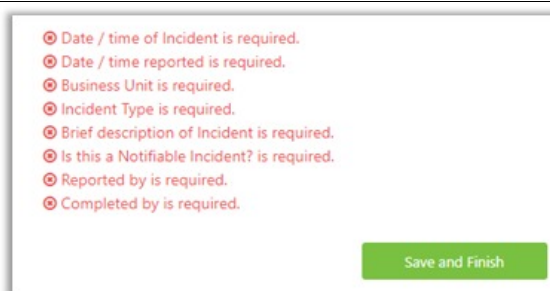 Date / time of Incident is required.
Date / time reported is required.
Business Unit is required.
Incident Type is required.
Brief description of Incident is required.
Is this a Notifiable Incident? is required.
Reported by is required.
Completed by is required.
Save and Finish